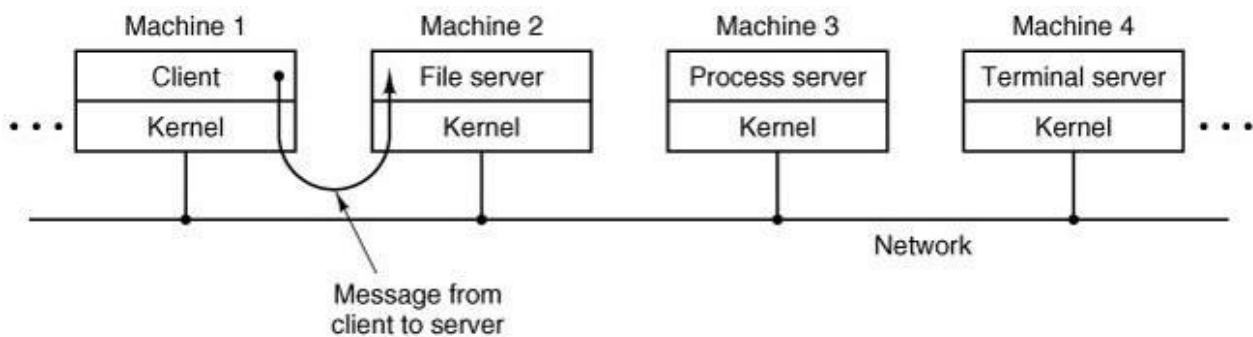 Machine 1
Machine 2
Machine 3
Machine 4
Client
File server
Process server
Terminal server
Kernel
Kernel
Kernel
Kernel
Network
Message from
client to server